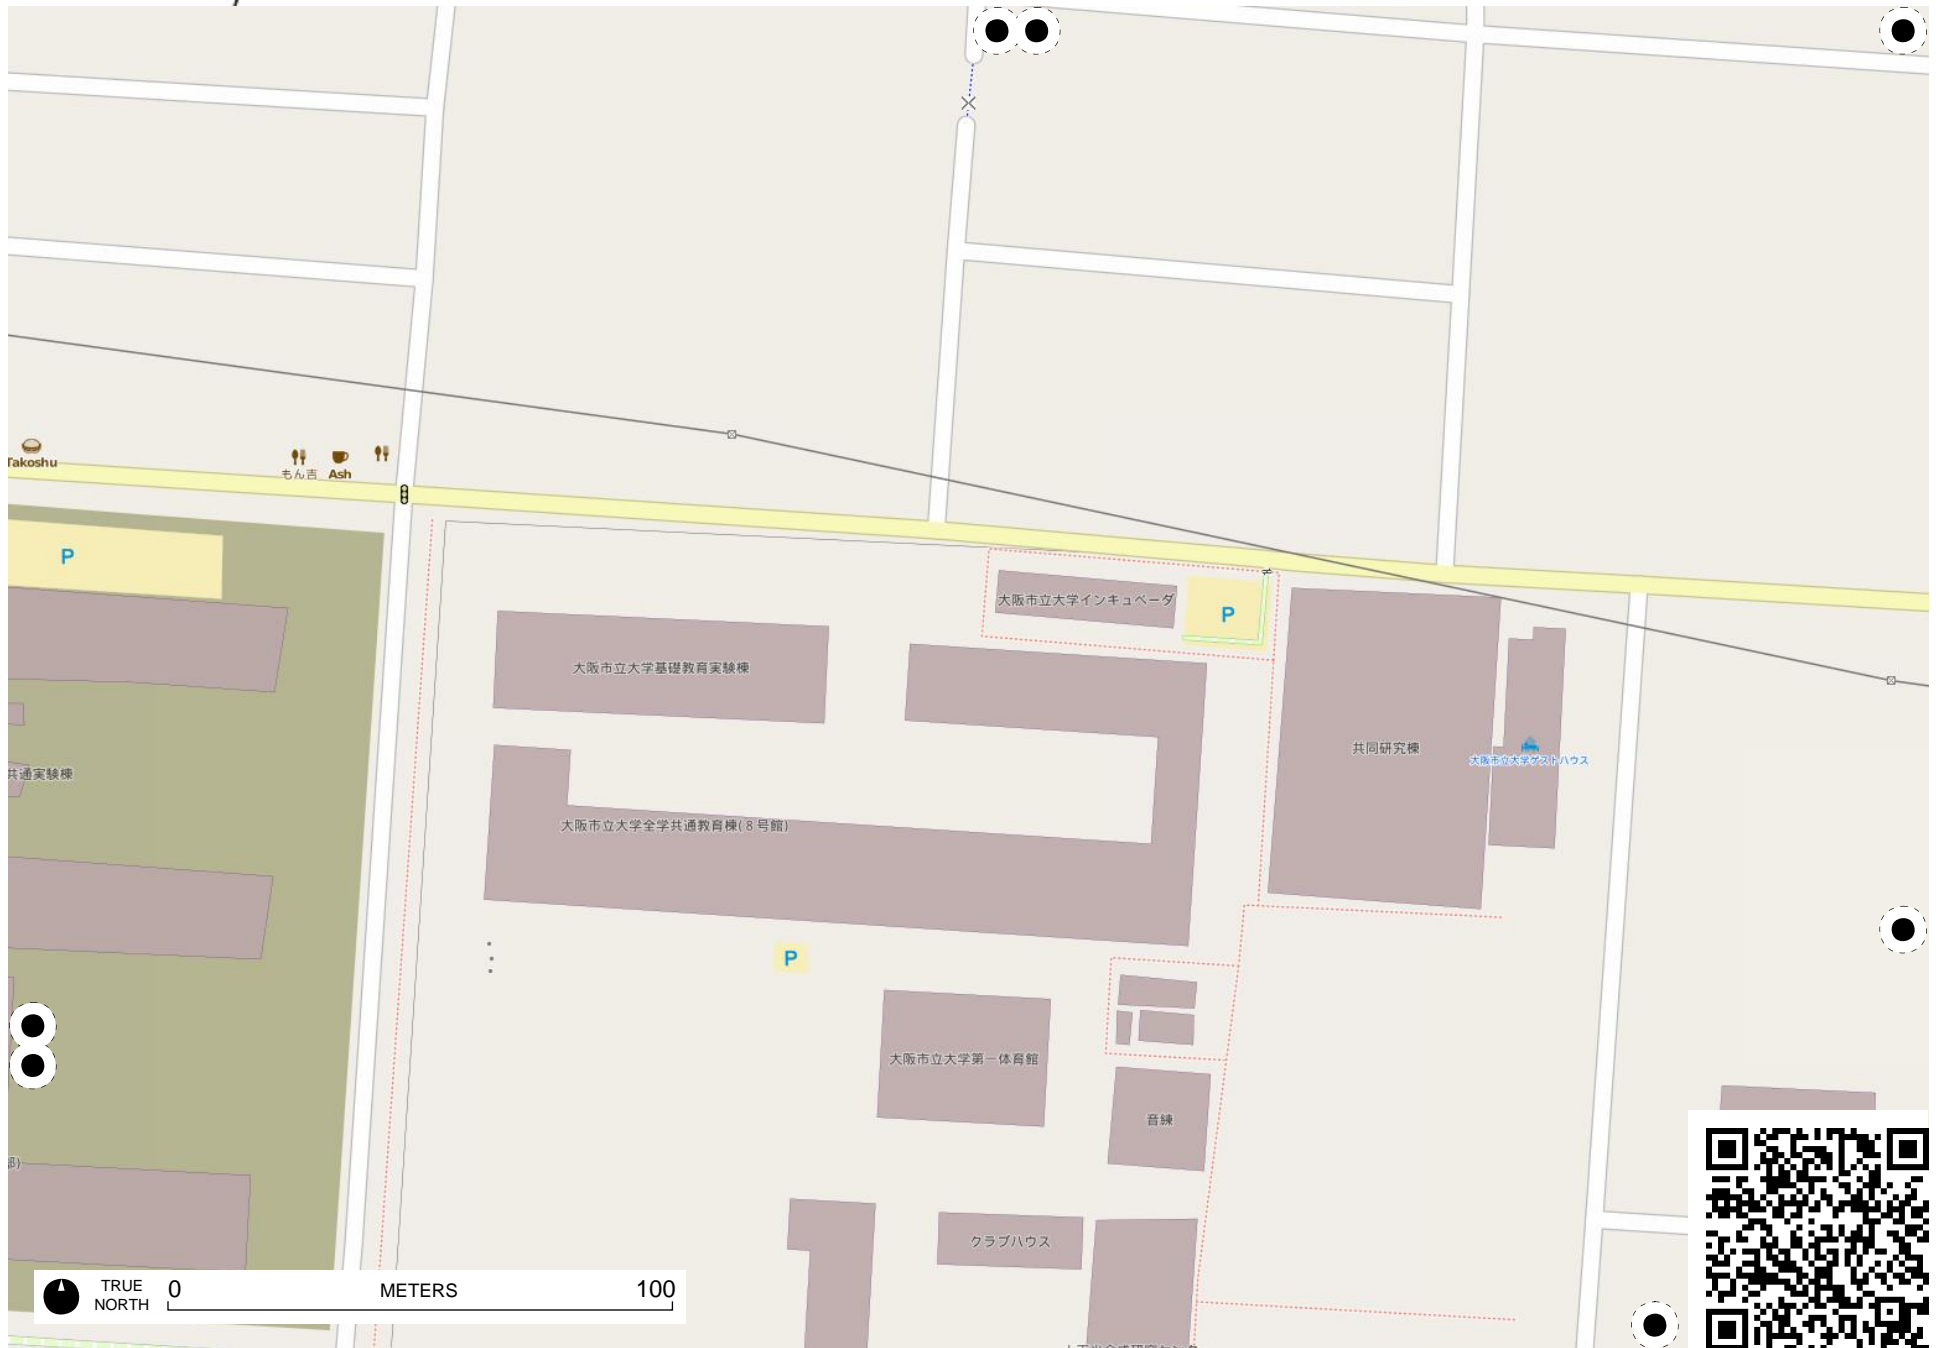 Takoshu
もん吉
Ash
P
大阪市立大学インキュベータ
P
大阪市立大学基礎教育実験棟
共同研究棟
大阪市立大学ゲストハウス
共通実験棟
大阪市立大学全学共通教育棟(８号館)
P
大阪市立大学第一体育館
音練
部)
クラブハウス
TRUE
NORTH
0 METERS 100